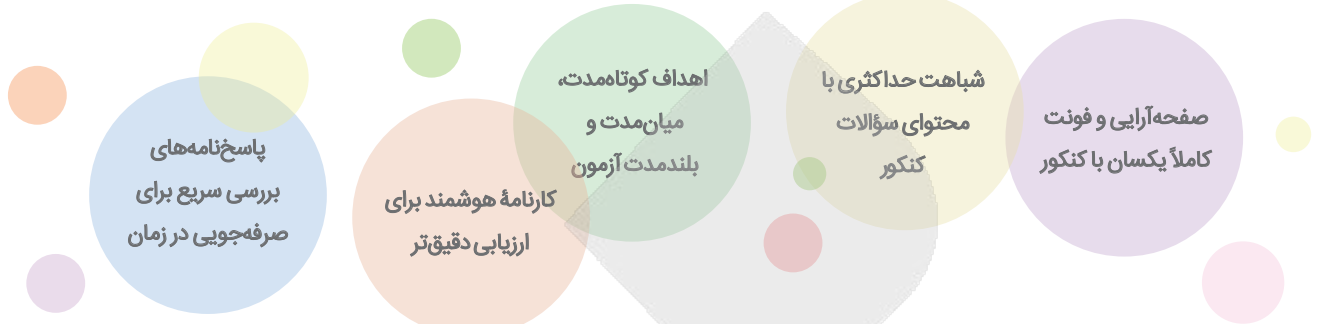 صفحه‌آرایی و فونت
کاملاً یکسان با کنکور
شباهت حداکثری با
محتوای سؤالات
کنکور
اهداف کوتاه‌مدت،
میان‌مدت و
بلندمدت آزمون
کارنامهٔ هوشمند برای
ارزیابی دقیق‌تر
پاسخ‌نامه‌های
بررسی سریع برای
صرفه‌جویی در زمان